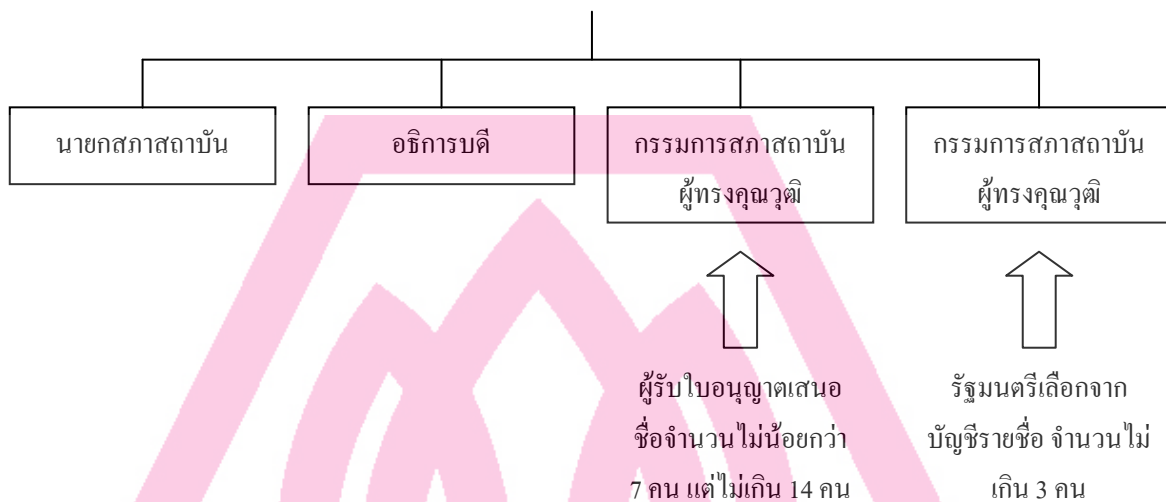 นายกสภาสถาบัน
อธิการบดี
กรรมการสภาสถาบัน
ผู้ทรงคุณวุฒิ
กรรมการสภาสถาบัน
ผู้ทรงคุณวุฒิ
ผู้รับใบอนุญาตเสนอ
ชื่อจำนวนไม่น้อยกว่า
7 คน แต่ไม่เกิน 14 คน
รัฐมนตรีเลือกจาก
บัญชีรายชื่อ จำนวนไม่
เกิน 3 คน